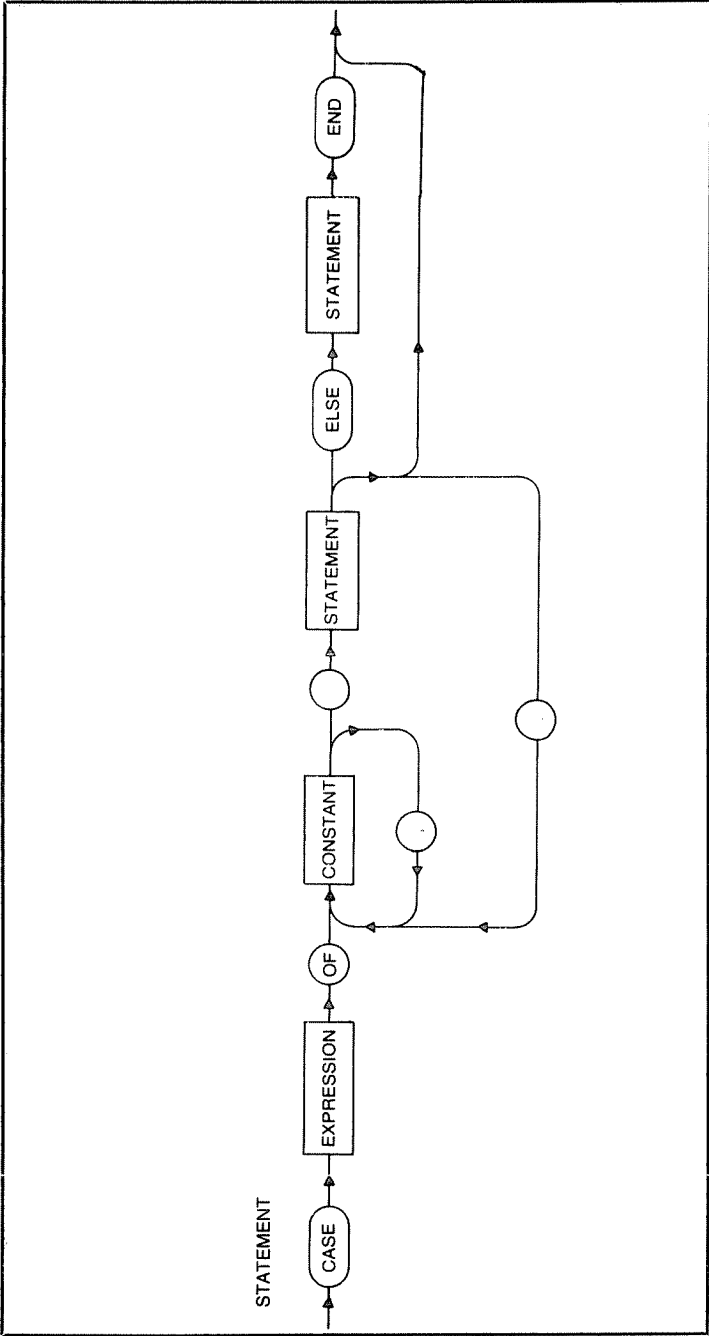 STATEMENT
CASE
EXPRESSION
OF
CONSTANT
STATEMENT
ELSE
STATEMENT
END